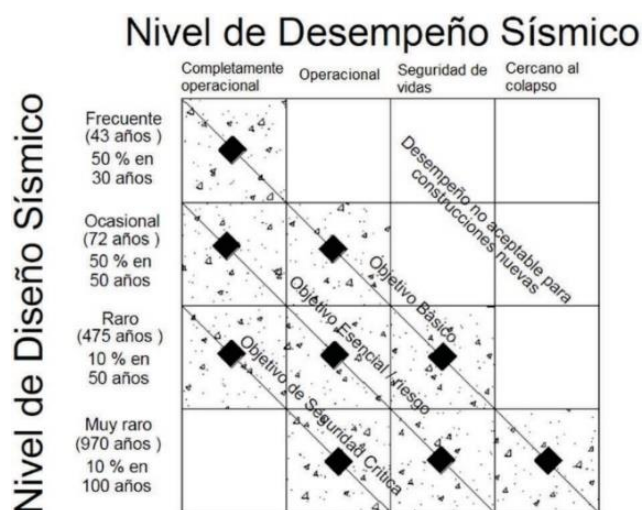 Nivel de Desempeño Sísmico
Completamente
operacional
Operacional
Seguridad de
vidas
Cercano al
colapso
Nivel de Diseño Sísmico
Frecuente
(43 años )
50 % en
30 años
Ocasional
(72 años )
50 % en
50 años
Raro
(475 años )
10 % en
50 años
Muy raro
(970 años )
10 % en
100 años
Desempeño no aceptable para
construcciones nuevas
Objetivo Bàsico
Objetivo Esencial / riesgo
Objetivo de Seguridad Critica